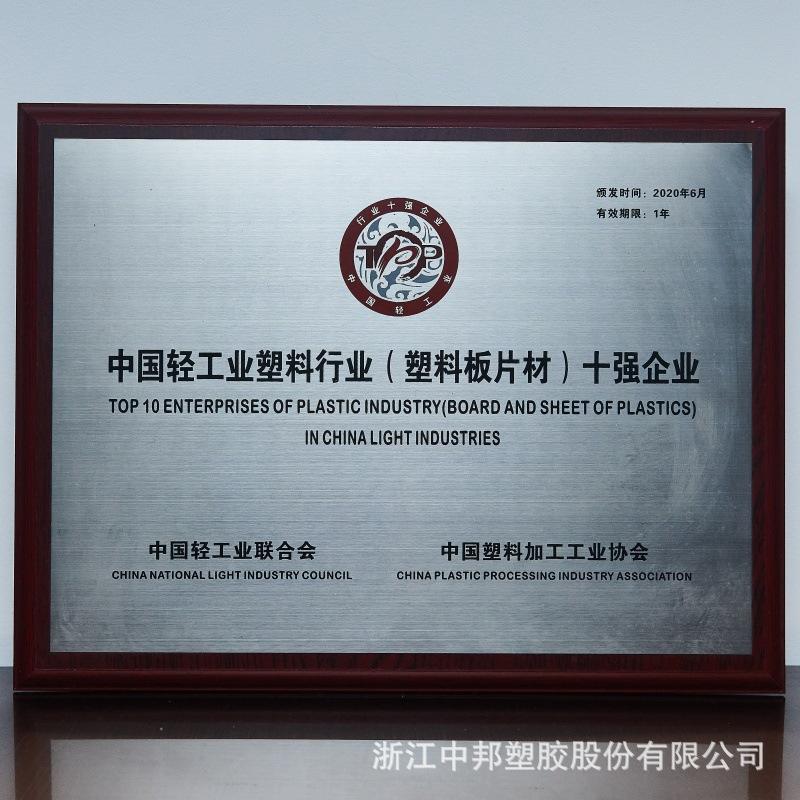 颁发时间：2020年6月
有效期限：1年
行业十强企业
TOP
中国轻工业
中国轻工业塑料行业（塑料板片材）十强企业
TOP 10 ENTERPRISES OF PLASTIC INDUSTRY(BOARD AND SHEET OF PLASTICS)
IN CHINA LIGHT INDUSTRIES
中国轻工业联合会
CHINA NATIONAL LIGHT INDUSTRY COUNCIL
中国塑料加工工业协会
CHINA PLASTIC PROCESSING INDUSTRY ASSOCIATION
浙江中邦塑胶股份有限公司